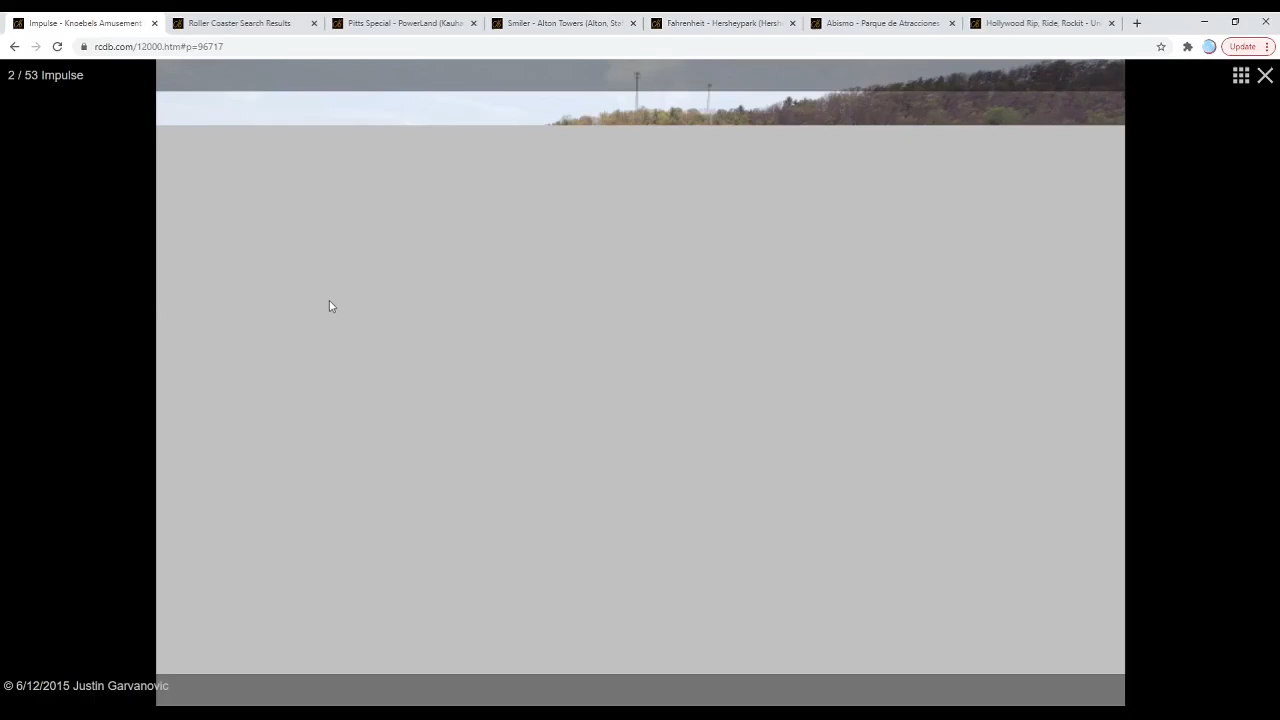 Impulse - Knoebels Amusement
Roller Coaster Search Results
Pitts Special - PowerLand (Kauha
Smiler - Alton Towers (Alton, Staf
Fahrenheit - Hersheypark (Hersh
Abismo - Parque de Atracciones
Hollywood Rip, Ride, Rockit - Un
rcdb.com/12000.htm#p=96717
Update
2 / 53 Impulse
© 6/12/2015 Justin Garvanovic